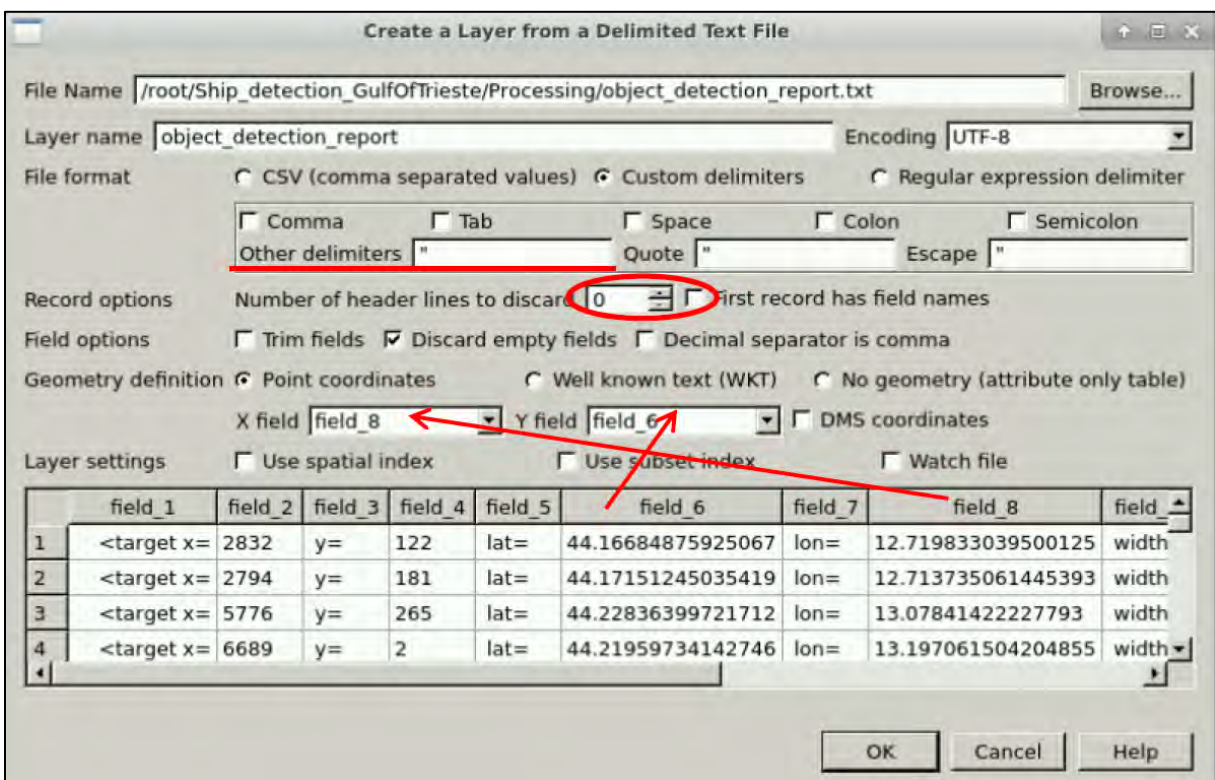 Create a Layer from a Delimited Text File
File Name /root/Ship_detection_GulfOfTrieste/Processing/object_detection_report.txt Browse...
Layer name object_detection_report Encoding UTF-8
File format CSV (comma separated values) Custom delimiters Regular expression delimiter
Comma Tab Space Colon Semicolon
Other delimiters " Quote " Escape "
Record options Number of header lines to discard 0 First record has field names
Field options Trim fields Discard empty fields Decimal separator is comma
Geometry definition Point coordinates Well known text (WKT) No geometry (attribute only table)
X field field_8 Y field field_6 DMS coordinates
Layer settings Use spatial index Use subset index Watch file
field_1 field_2 field_3 field_4 field_5 field_6 field_7 field_8 field_
1 <target x= 2832 y= 122 lat= 44.16684875925067 lon= 12.719833039500125 width
2 <target x= 2794 y= 181 lat= 44.17151245035419 lon= 12.713735061445393 width
3 <target x= 5776 y= 265 lat= 44.22836399721712 lon= 13.07841422227793 width
4 <target x= 6689 y= 2 lat= 44.21959734142746 lon= 13.197061504204855 width
OK Cancel Help